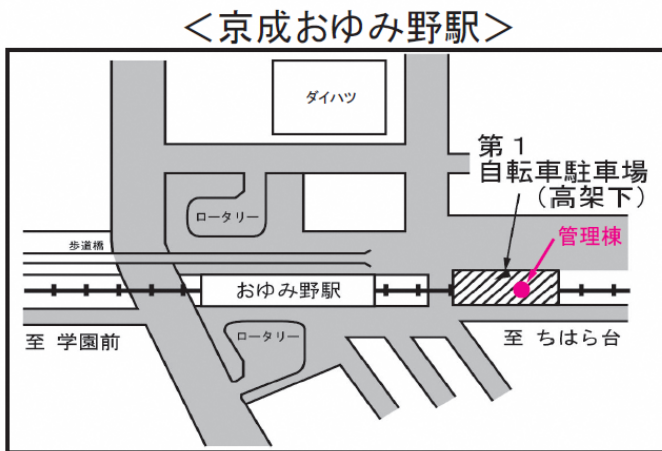 ＜京成おゆみ野駅＞
ダイハツ
第１
自転車駐車場
（高架下）
ロータリー
管理棟
歩道橋
おゆみ野駅
ロータリー
至 学園前
至 ちはら台